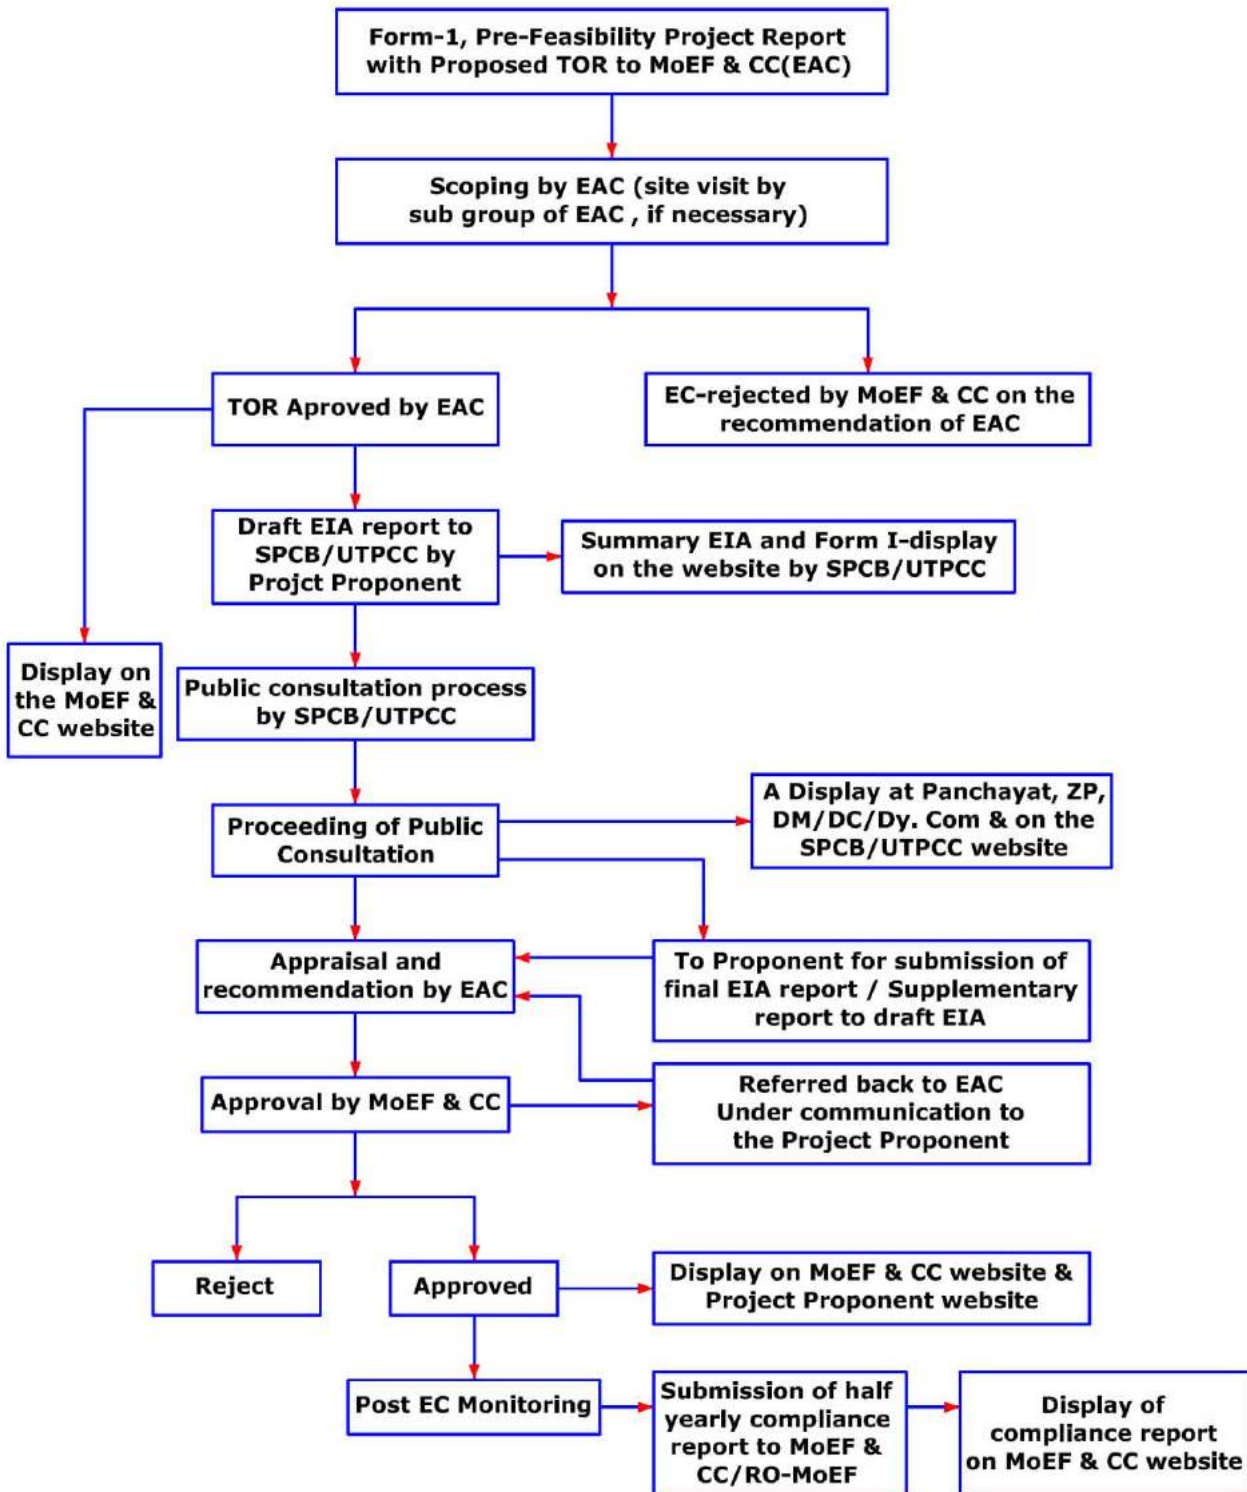 Form-1, Pre-Feasibility Project Report
with Proposed TOR to MoEF & CC(EAC)
Scoping by EAC (site visit by
sub group of EAC , if necessary)
TOR Aproved by EAC
EC-rejected by MoEF & CC on the
recommendation of EAC
Draft EIA report to
SPCB/UTPCC by
Projct Proponent
Summary EIA and Form I-display
on the website by SPCB/UTPCC
Display on
the MoEF &
CC website
Public consultation process
by SPCB/UTPCC
Proceeding of Public
Consultation
A Display at Panchayat, ZP,
DM/DC/Dy. Com & on the
SPCB/UTPCC website
Appraisal and
recommendation by EAC
To Proponent for submission of
final EIA report / Supplementary
report to draft EIA
Approval by MoEF & CC
Referred back to EAC
Under communication to
the Project Proponent
Reject
Approved
Display on MoEF & CC website &
Project Proponent website
Post EC Monitoring
Submission of half
yearly compliance
report to MoEF &
CC/RO-MoEF
Display of
compliance report
on MoEF & CC website